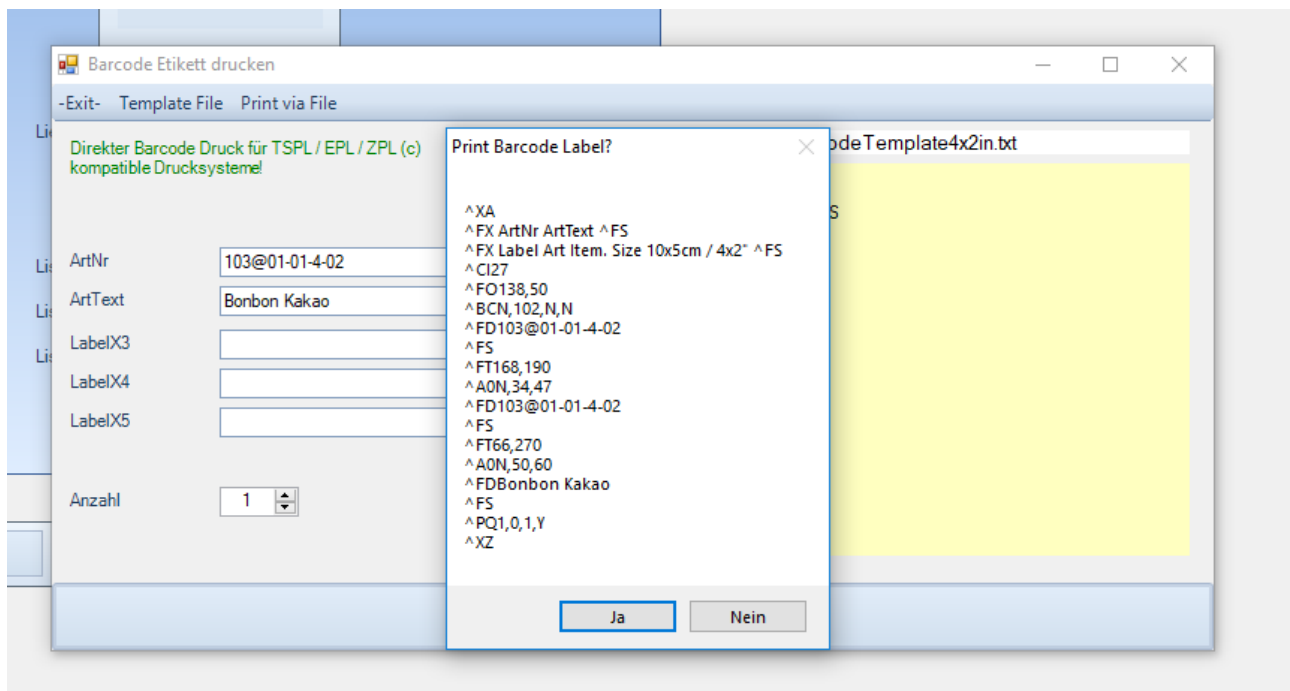 Barcode Etikett drucken
-Exit- Template File Print via File
Direkter Barcode Druck für TSPL / EPL / ZPL (c)
kompatible Drucksysteme!
odeTemplate4x2in.txt
S
ArtNr 103@01-01-4-02
ArtText Bonbon Kakao
LabelX3
LabelX4
LabelX5
Anzahl 1
Print Barcode Label?
^XA
^FX ArtNr ArtText ^FS
^FX Label Art Item. Size 10x5cm / 4x2" ^FS
^CI27
^FO138,50
^BCN,102,N,N
^FD103@01-01-4-02
^FS
^FT168,190
^A0N,34,47
^FD103@01-01-4-02
^FS
^FT66,270
^A0N,50,60
^FDBonbon Kakao
^FS
^PQ1,0,1,Y
^XZ
Ja Nein